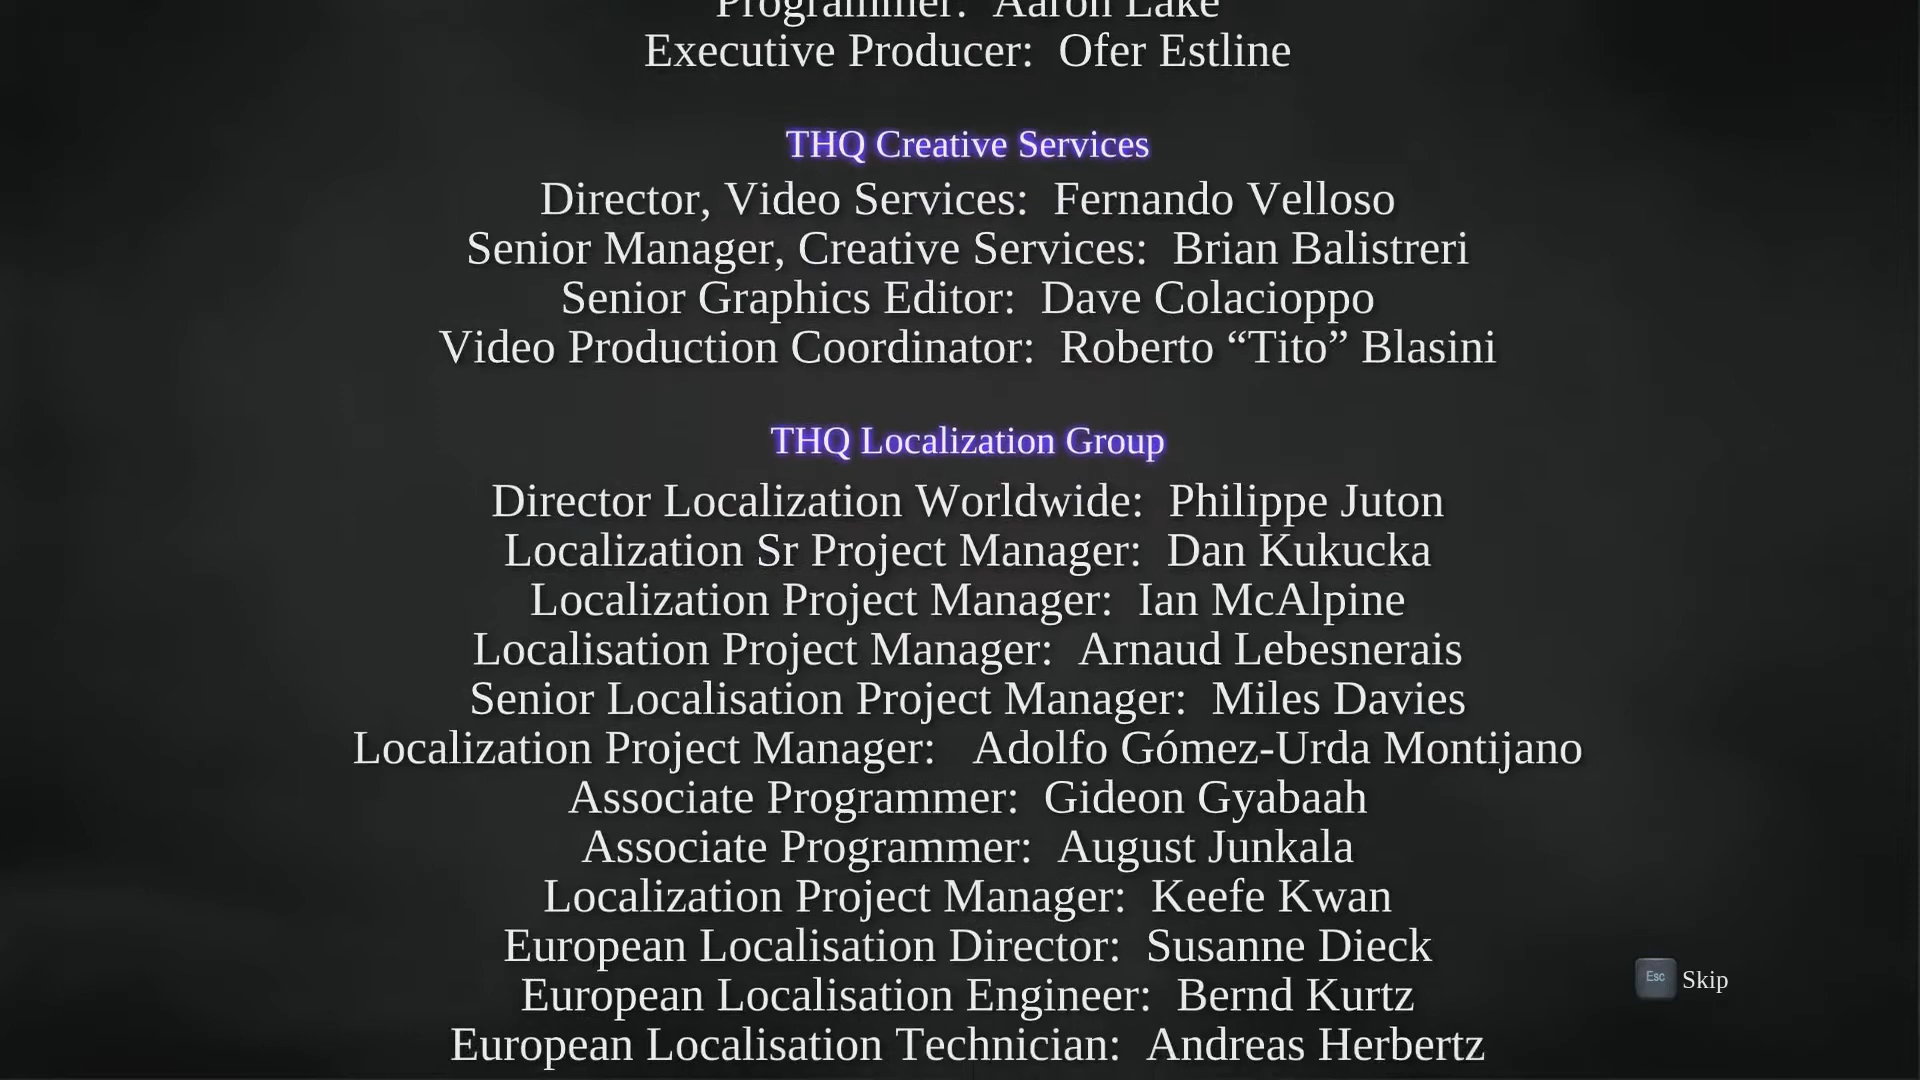 Programmer: Aaron Lake
Executive Producer: Ofer Estline
THQ Creative Services
Director, Video Services: Fernando Velloso
Senior Manager, Creative Services: Brian Balistreri
Senior Graphics Editor: Dave Colacioppo
Video Production Coordinator: Roberto “Tito” Blasini
THQ Localization Group
Director Localization Worldwide: Philippe Juton
Localization Sr Project Manager: Dan Kukucka
Localization Project Manager: Ian McAlpine
Localisation Project Manager: Arnaud Lebesnerais
Senior Localisation Project Manager: Miles Davies
Localization Project Manager: Adolfo Gómez-Urda Montijano
Associate Programmer: Gideon Gyabaah
Associate Programmer: August Junkala
Localization Project Manager: Keefe Kwan
European Localisation Director: Susanne Dieck
European Localisation Engineer: Bernd Kurtz
Esc Skip
European Localisation Technician: Andreas Herbertz